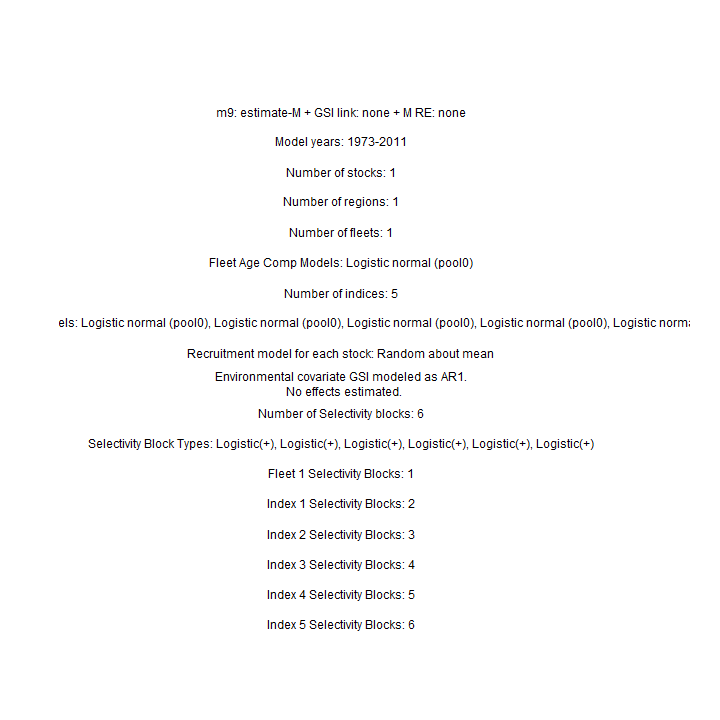 m9: estimate-M + GSI link: none + M RE: none
Model years: 1973-2011
Number of stocks: 1
Number of regions: 1
Number of fleets: 1
Fleet Age Comp Models: Logistic normal (pool0)
Number of indices: 5
els: Logistic normal (pool0), Logistic normal (pool0), Logistic normal (pool0), Logistic normal (pool0), Logistic norma
Recruitment model for each stock: Random about mean
Environmental covariate GSI modeled as AR1.
No effects estimated.
Number of Selectivity blocks: 6
Selectivity Block Types: Logistic(+), Logistic(+), Logistic(+), Logistic(+), Logistic(+), Logistic(+)
Fleet 1 Selectivity Blocks: 1
Index 1 Selectivity Blocks: 2
Index 2 Selectivity Blocks: 3
Index 3 Selectivity Blocks: 4
Index 4 Selectivity Blocks: 5
Index 5 Selectivity Blocks: 6